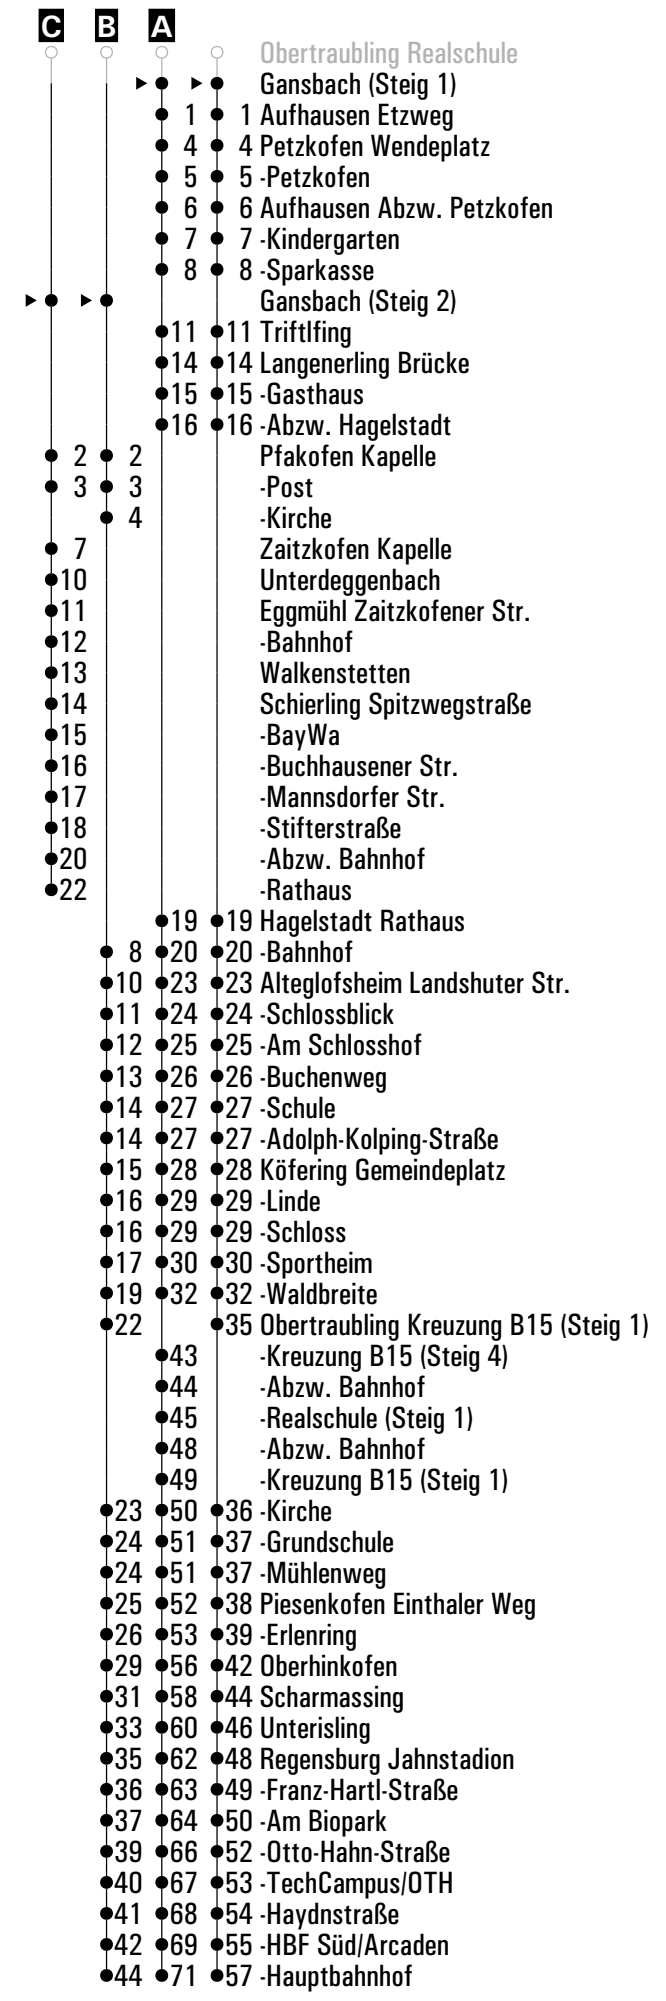 C B A
Obertraubling Realschule
Gansbach (Steig 1)
1 1 Aufhausen Etzweg
4 4 Petzkofen Wendeplatz
5 5 -Petzkofen
6 6 Aufhausen Abzw. Petzkofen
7 7 -Kindergarten
8 8 -Sparkasse
Gansbach (Steig 2)
11 11 Triftlfing
14 14 Langenerling Brücke
15 15 -Gasthaus
16 16 -Abzw. Hagelstadt
2 2 Pfakofen Kapelle
3 3 -Post
4 -Kirche
7 Zaitzkofen Kapelle
10 Unterdeggenbach
11 Eggmühl Zaitzkofener Str.
12 -Bahnhof
13 Walkenstetten
14 Schierling Spitzwegstraße
15 -BayWa
16 -Buchhausener Str.
17 -Mannsdorfer Str.
18 -Stifterstraße
20 -Abzw. Bahnhof
22 -Rathaus
19 19 Hagelstadt Rathaus
8 20 20 -Bahnhof
10 23 23 Alteglofsheim Landshuter Str.
11 24 24 -Schlossblick
12 25 25 -Am Schlosshof
13 26 26 -Buchenweg
14 27 27 -Schule
14 27 27 -Adolph-Kolping-Straße
15 28 28 Köfering Gemeindeplatz
16 29 29 -Linde
16 29 29 -Schloss
17 30 30 -Sportheim
19 32 32 -Waldbreite
22 35 Obertraubling Kreuzung B15 (Steig 1)
43 -Kreuzung B15 (Steig 4)
44 -Abzw. Bahnhof
45 -Realschule (Steig 1)
48 -Abzw. Bahnhof
49 -Kreuzung B15 (Steig 1)
23 50 36 -Kirche
24 51 37 -Grundschule
24 51 37 -Mühlenweg
25 52 38 Piesenkofen Einthaler Weg
26 53 39 -Erlenring
29 56 42 Oberhinkofen
31 58 44 Scharmassing
33 60 46 Unterisling
35 62 48 Regensburg Jahnstadion
36 63 49 -Franz-Hartl-Straße
37 64 50 -Am Biopark
39 66 52 -Otto-Hahn-Straße
40 67 53 -TechCampus/OTH
41 68 54 -Haydnstraße
42 69 55 -HBF Süd/Arcaden
44 71 57 -Hauptbahnhof